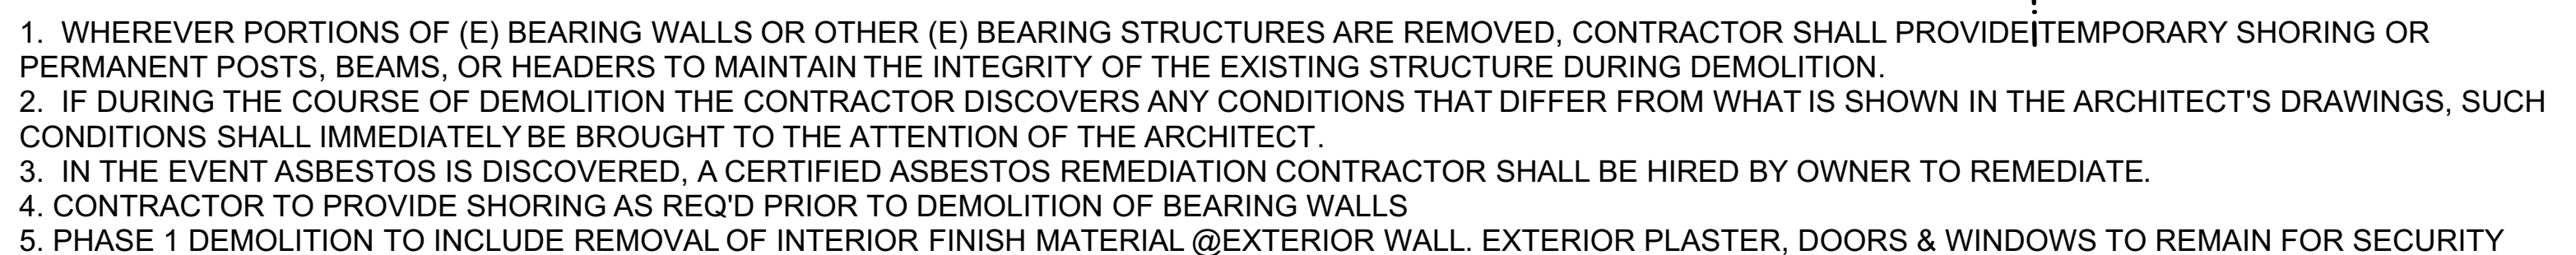 1. WHEREVER PORTIONS OF (E) BEARING WALLS OR OTHER (E) BEARING STRUCTURES ARE REMOVED, CONTRACTOR SHALL PROVIDE TEMPORARY SHORING OR
PERMANENT POSTS, BEAMS, OR HEADERS TO MAINTAIN THE INTEGRITY OF THE EXISTING STRUCTURE DURING DEMOLITION.
2. IF DURING THE COURSE OF DEMOLITION THE CONTRACTOR DISCOVERS ANY CONDITIONS THAT DIFFER FROM WHAT IS SHOWN IN THE ARCHITECT'S DRAWINGS, SUCH
CONDITIONS SHALL IMMEDIATELY BE BROUGHT TO THE ATTENTION OF THE ARCHITECT.
3. IN THE EVENT ASBESTOS IS DISCOVERED, A CERTIFIED ASBESTOS REMEDIATION CONTRACTOR SHALL BE HIRED BY OWNER TO REMEDIATE.
4. CONTRACTOR TO PROVIDE SHORING AS REQ'D PRIOR TO DEMOLITION OF BEARING WALLS
5. PHASE 1 DEMOLITION TO INCLUDE REMOVAL OF INTERIOR FINISH MATERIAL @EXTERIOR WALL. EXTERIOR PLASTER, DOORS & WINDOWS TO REMAIN FOR SECURITY